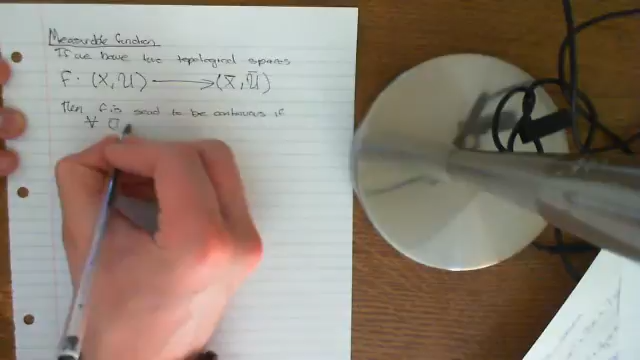 Measurable function
If we have two topological spaces
f: (X, U) ⟶ (X̄, Ū)
Then f is said to be continuous if
∀ Ū